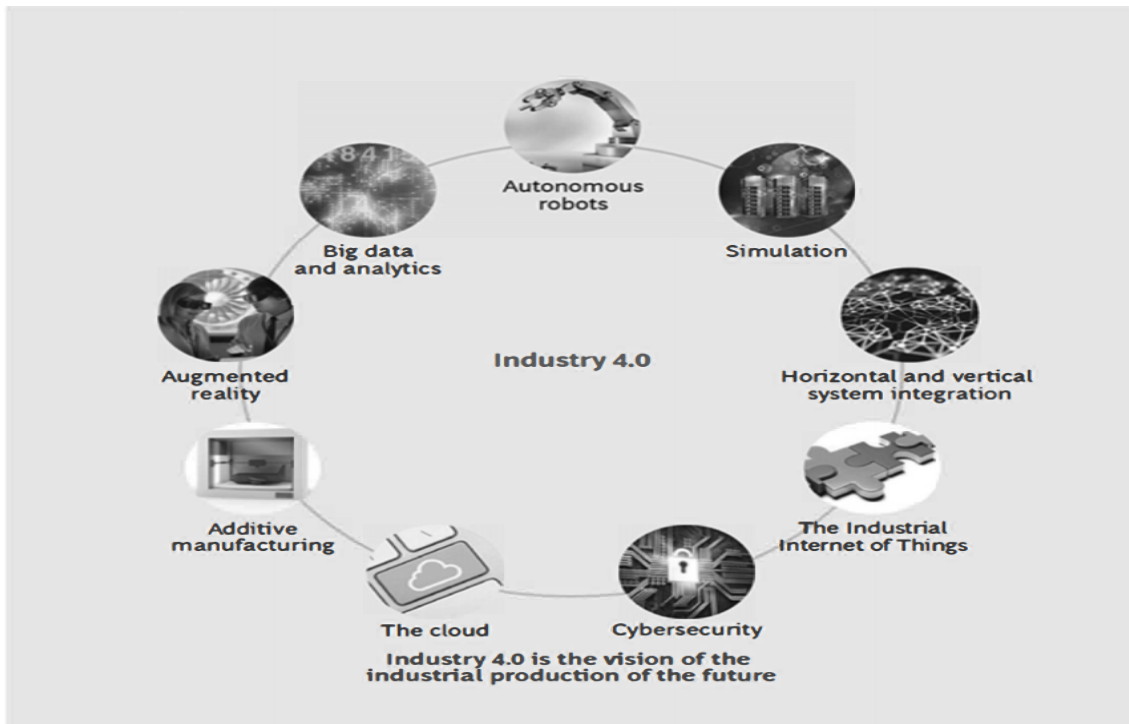 Autonomous
robots
Simulation
Horizontal and vertical
system integration
The Industrial
Internet of Things
Cybersecurity
The cloud
Additive
manufacturing
Augmented
reality
Big data
and analytics
Industry 4.0
Industry 4.0 is the vision of the
industrial production of the future